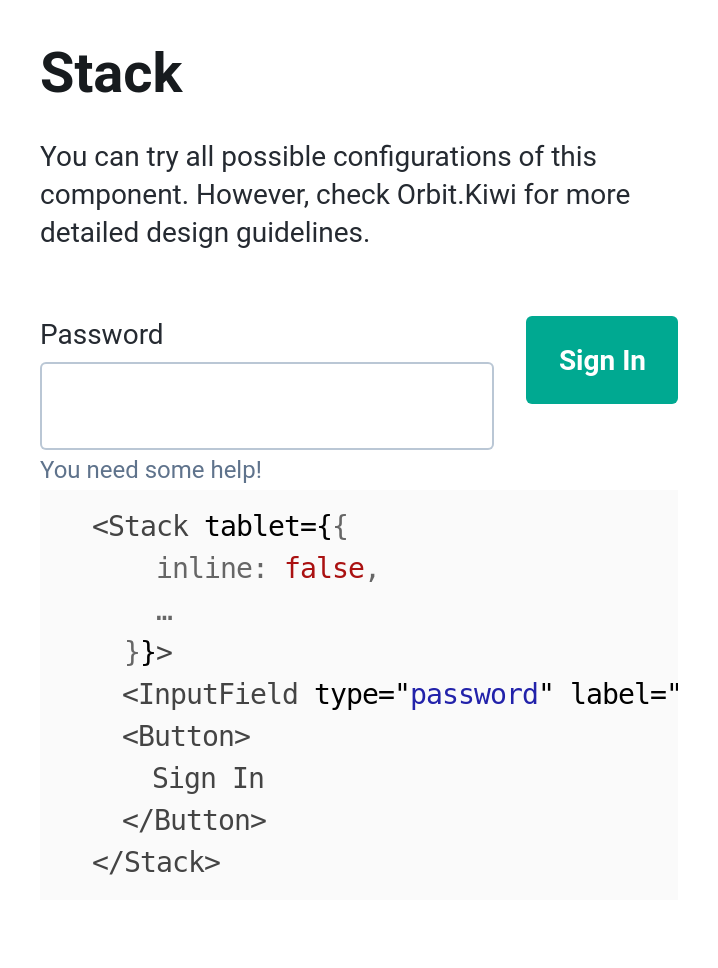 Stack
You can try all possible configurations of this
component. However, check Orbit.Kiwi for more
detailed design guidelines.
Password
Sign In
You need some help!
<Stack tablet={{
inline: false,
…
}}>
<InputField type="password" label="
<Button>
Sign In
</Button>
</Stack>